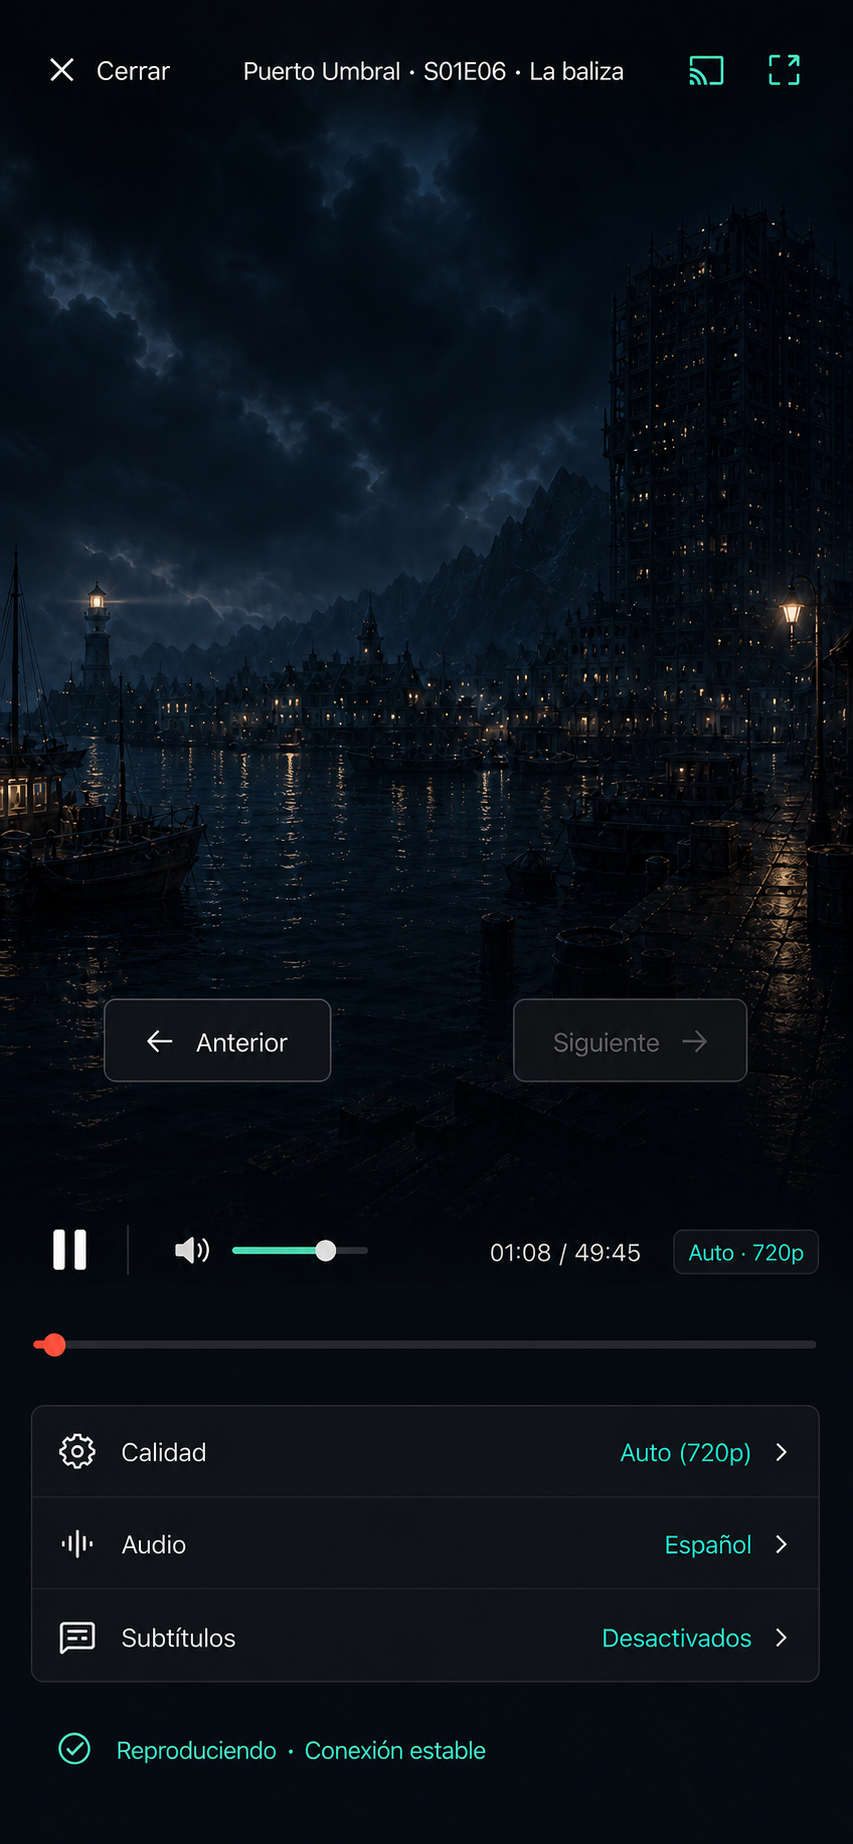 Cerrar
Puerto Umbral · S01E06 · La baliza
Anterior
Siguiente
01:08 / 49:45
Auto · 720p
Calidad
Auto (720p)
Audio
Español
Subtítulos
Desactivados
Reproduciendo · Conexión estable